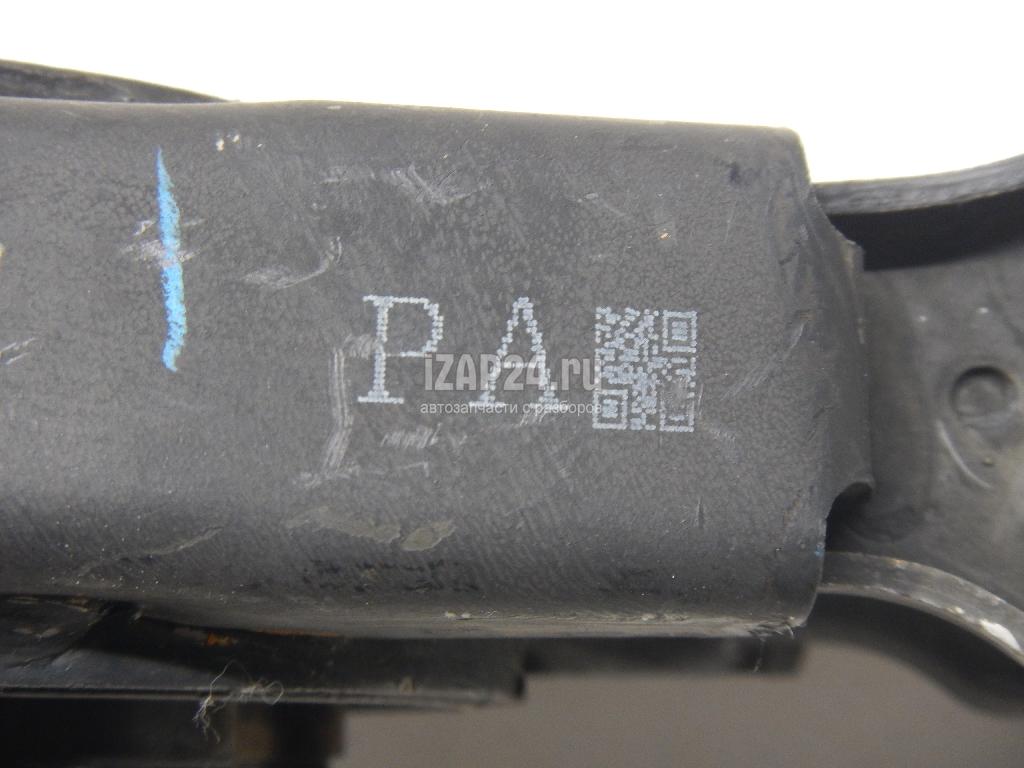 PA
iZAP24.ru
автозапчасти с разборов